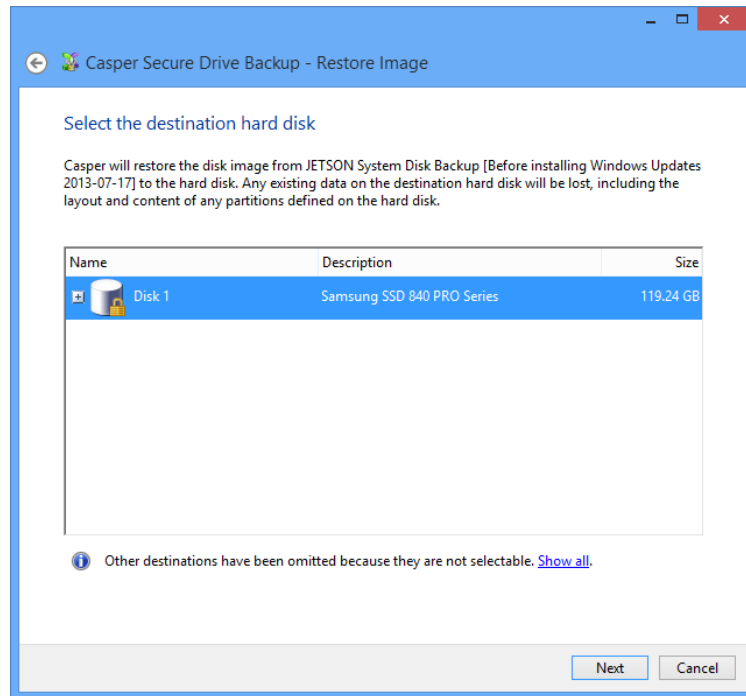 Casper Secure Drive Backup - Restore Image
Select the destination hard disk
Casper will restore the disk image from JETSON System Disk Backup [Before installing Windows Updates
2013-07-17] to the hard disk. Any existing data on the destination hard disk will be lost, including the
layout and content of any partitions defined on the hard disk.
Name Description Size
Disk 1 Samsung SSD 840 PRO Series 119.24 GB
Other destinations have been omitted because they are not selectable. Show all.
Next Cancel